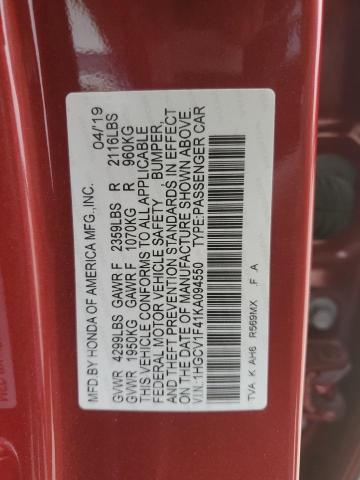 MFD.BY HONDA OF AMERICA MFG.,INC. 04/19
GVWR 4299LBS GAWR F 2359LBS R 2116LBS
GVWR 1950KG GAWR F 1070KG R 960KG
THIS VEHICLE CONFORMS TO ALL APPLICABLE
FEDERAL MOTOR VEHICLE SAFETY, BUMPER,
AND THEFT PREVENTION STANDARDS IN EFFECT
ON THE DATE OF MANUFACTURE SHOWN ABOVE.
V.I.N.:1HGCV1F41KA094550 TYPE:PASSENGER CAR
TVA K AH6 R569MX F A